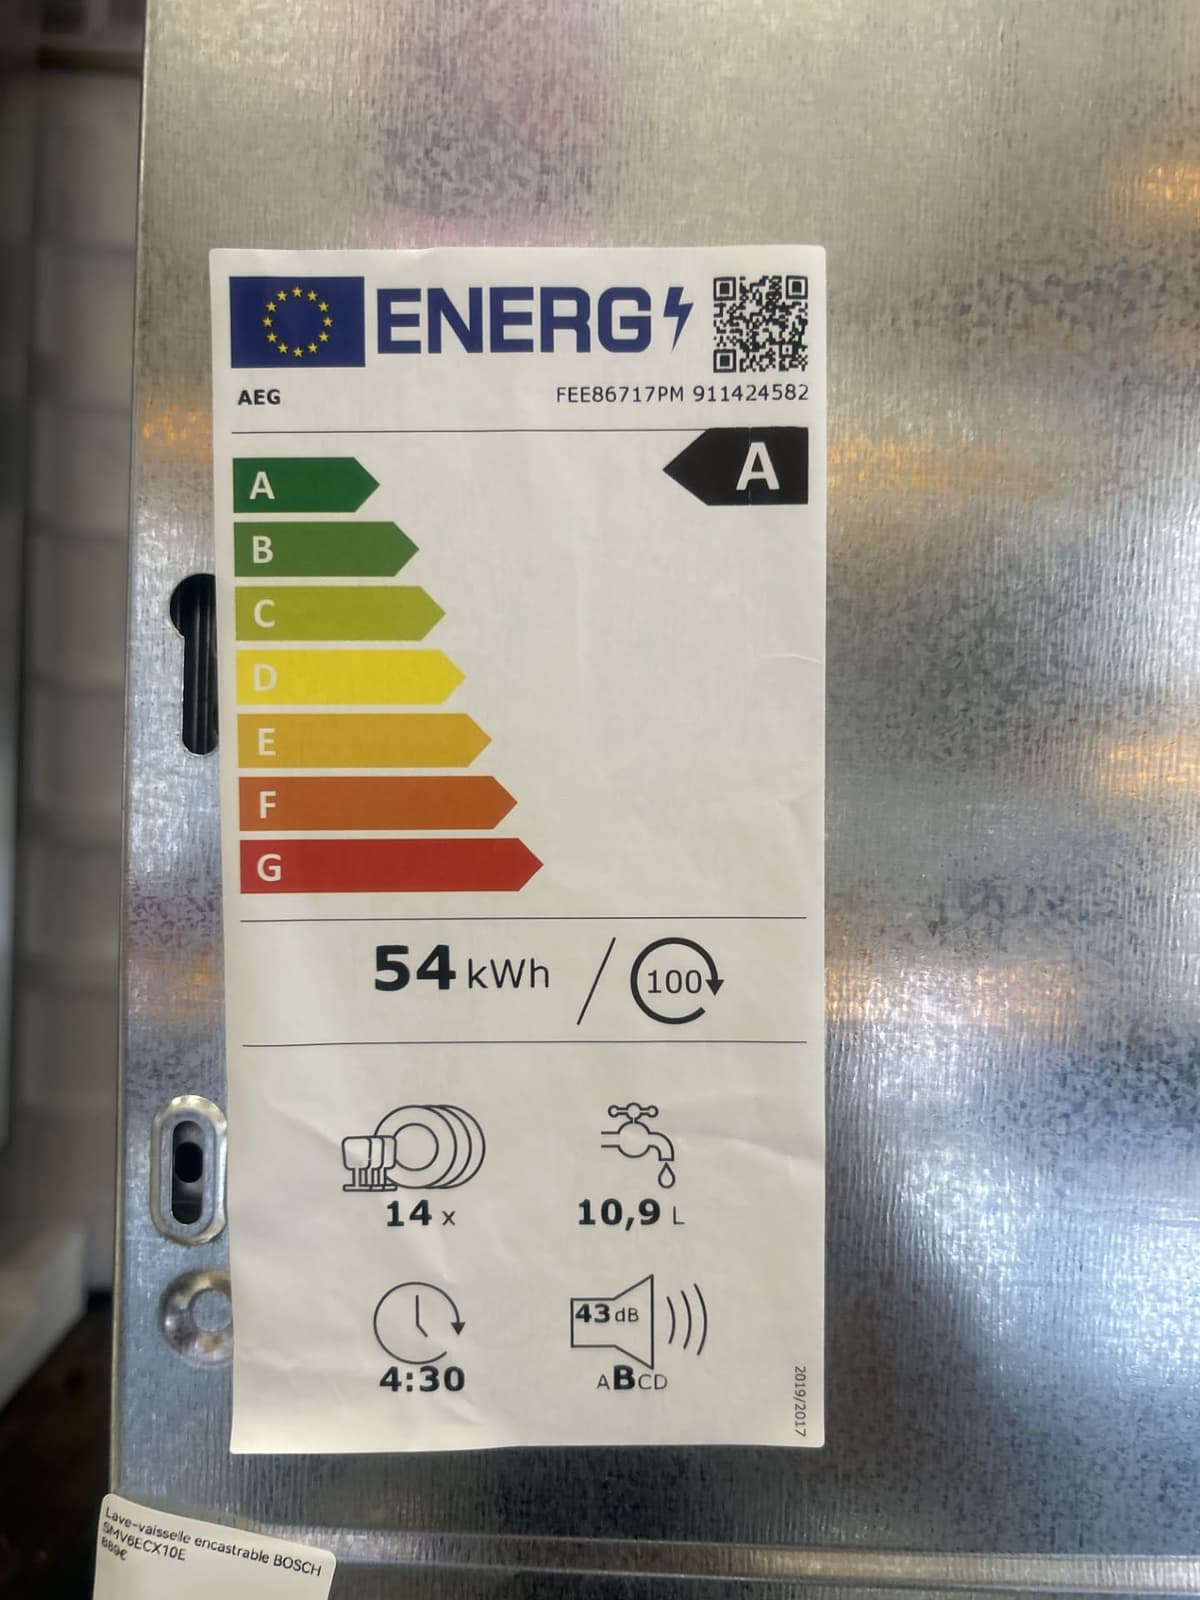 ENERG
AEG
FEE86717PM 911424582
A
A
B
C
D
E
F
G
54 kWh / 100
14 x
10,9 L
4:30
43 dB
ABCD
2019/2017
Lave-vaisselle encastrable BOSCH
SMV6ECX10E
889€